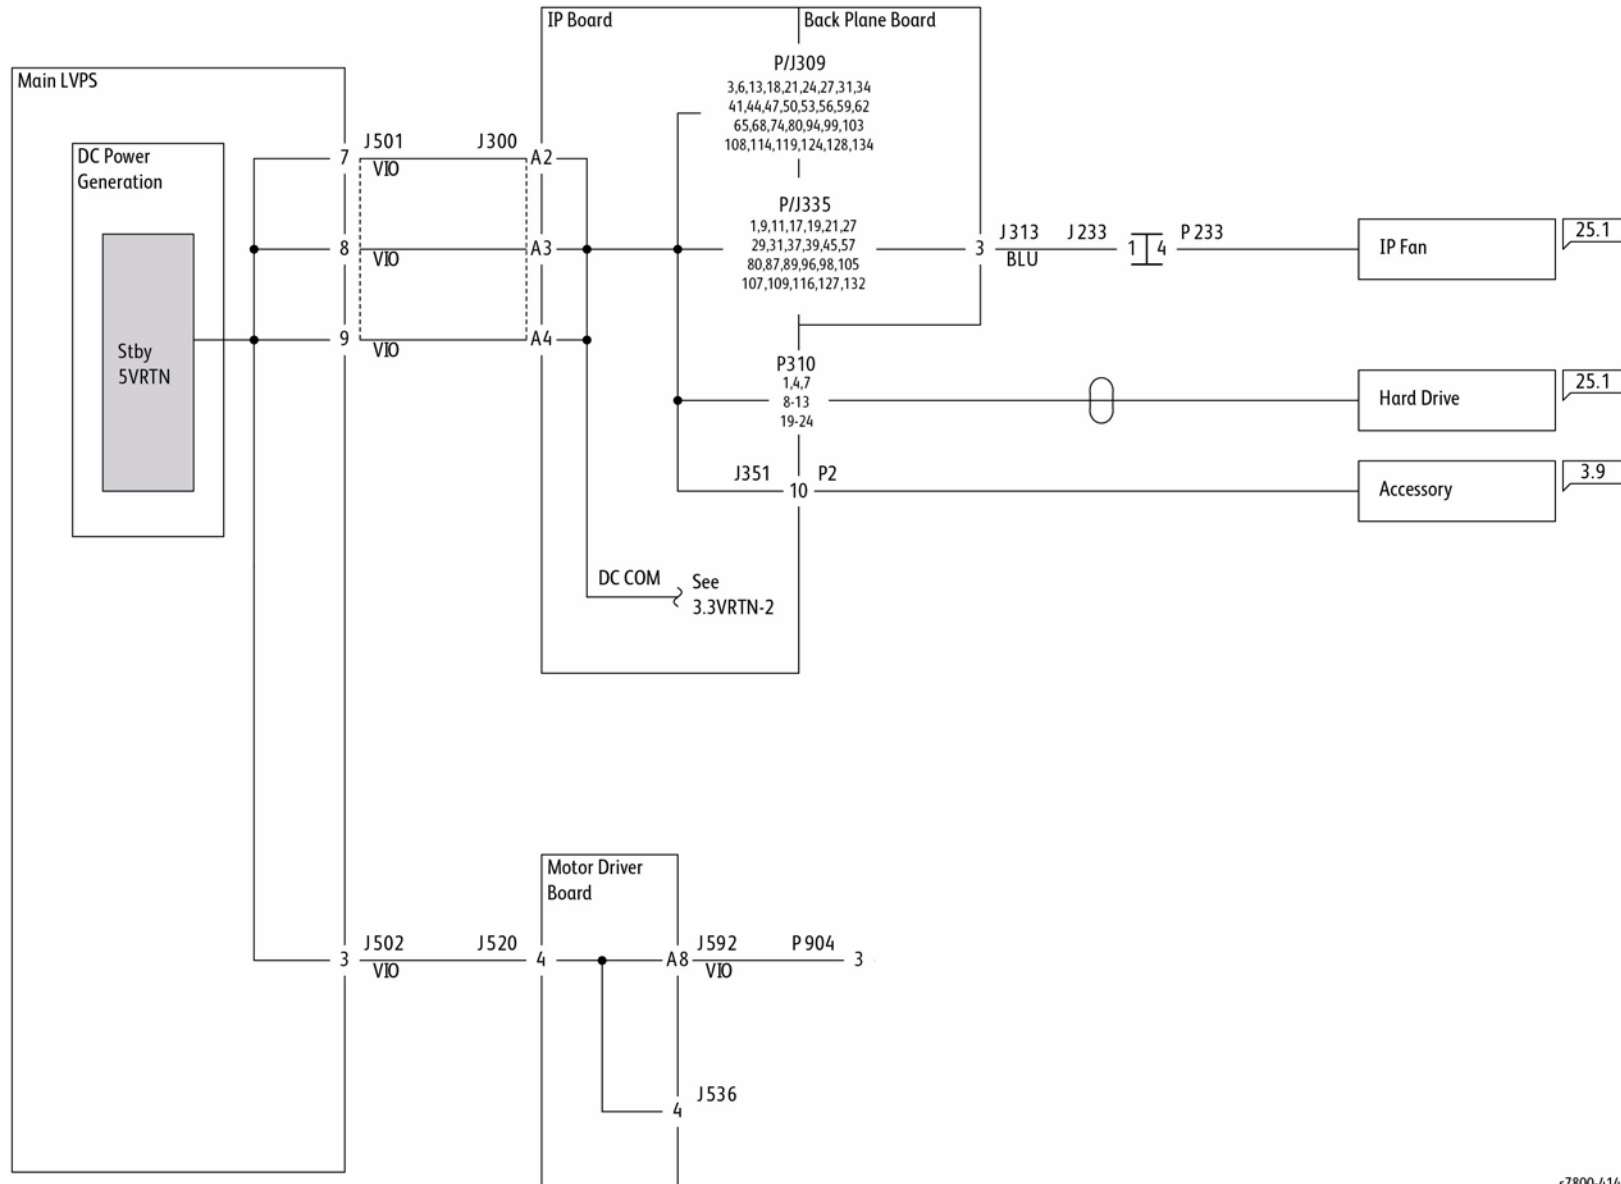 IP Board
Back Plane Board
Main LVPS
P/J309
3,6,13,18,21,24,27,31,34
41,44,47,50,53,56,59,62
65,68,74,80,94,99,103
108,114,119,124,128,134
DC Power
Generation
7
J501
VIO
J300
A2
P/J335
1,9,11,17,19,21,27
29,31,37,39,45,57
80,87,89,96,98,105
107,109,116,127,132
8
VIO
A3
3
J313
BLU
J233
1
4
P233
IP Fan
25.1
Stby
5VRTN
9
VIO
A4
P310
1,4,7
8-13
19-24
Hard Drive
25.1
J351
10
P2
Accessory
3.9
DC COM
See
3.3VRTN-2
Motor Driver
Board
3
J502
VIO
J520
4
A8
J592
VIO
P904
3
J536
4